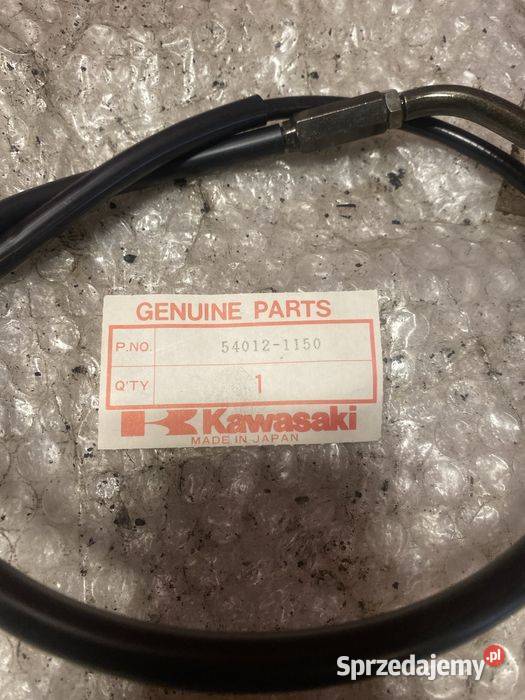 GENUINE PARTS
P.NO. 54012-1150
Q'TY 1
Kawasaki
MADE IN JAPAN
Sprzedajemy.pl